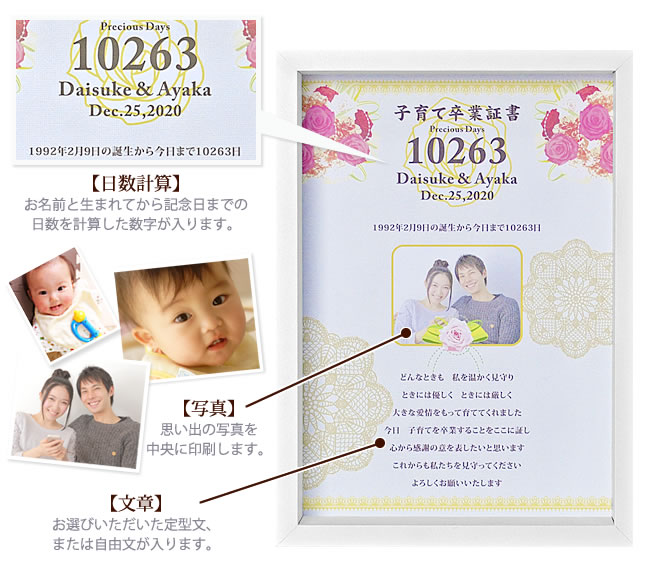 Precious Days
10263
Daisuke & Ayaka
Dec.25,2020
1992年2月9日の誕生から今日まで10263日
【日数計算】
お名前と生まれてから記念日までの
日数を計算した数字が入ります。
【写真】
思い出の写真を
中央に印刷します。
【文章】
お選びいただいた定型文、
または自由文が入ります。
子育て卒業証書
Precious Days
10263
Daisuke & Ayaka
Dec.25,2020
1992年2月9日の誕生から今日まで10263日
どんなときも　私を温かく見守り
ときには優しく　ときには厳しく
大きな愛情をもって育ててくれました
今日　子育てを卒業することをここに証し
心から感謝の意を表したいと思います
これからも私たちを見守ってください
よろしくお願いいたします